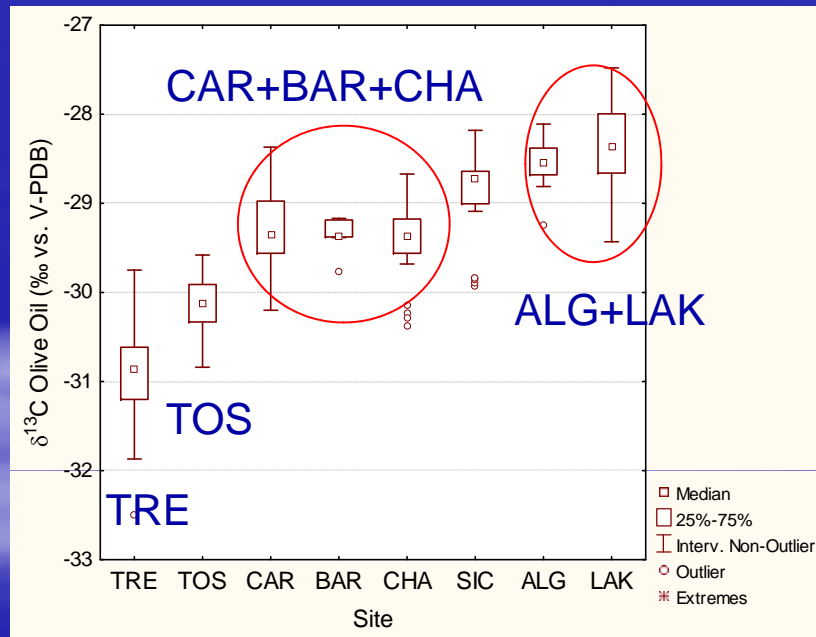 -27
-28
-29
-30
-31
-32
-33
δ¹³C Olive Oil (‰ vs. V-PDB)
CAR+BAR+CHA
ALG+LAK
TOS
TRE
TRE TOS CAR BAR CHA SIC ALG LAK
Site
Median
25%-75%
Interv. Non-Outlier
Outlier
Extremes